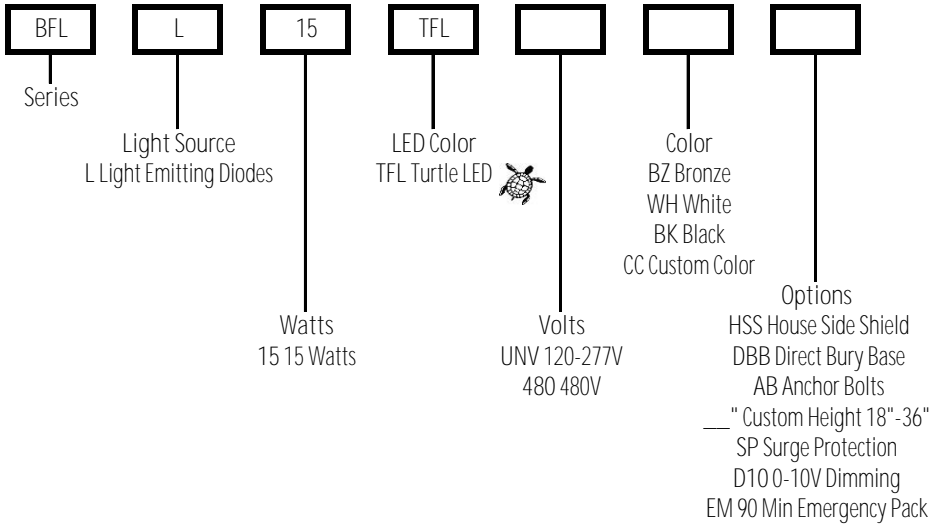 BFL
L
15
TFL
Series
Light Source
L Light Emitting Diodes
LED Color
TFL Turtle LED
Color
BZ Bronze
WH White
BK Black
CC Custom Color
Watts
15 15 Watts
Volts
UNV 120-277V
480 480V
Options
HSS House Side Shield
DBB Direct Bury Base
AB Anchor Bolts
__" Custom Height 18"-36"
SP Surge Protection
D10 0-10V Dimming
EM 90 Min Emergency Pack